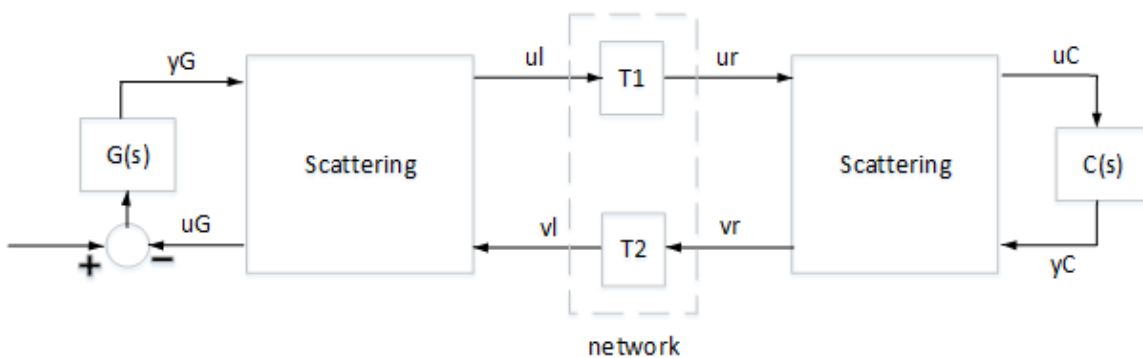 yG
ul
T1
ur
uC
G(s)
Scattering
Scattering
C(s)
uG
vl
T2
vr
yC
+
−
network